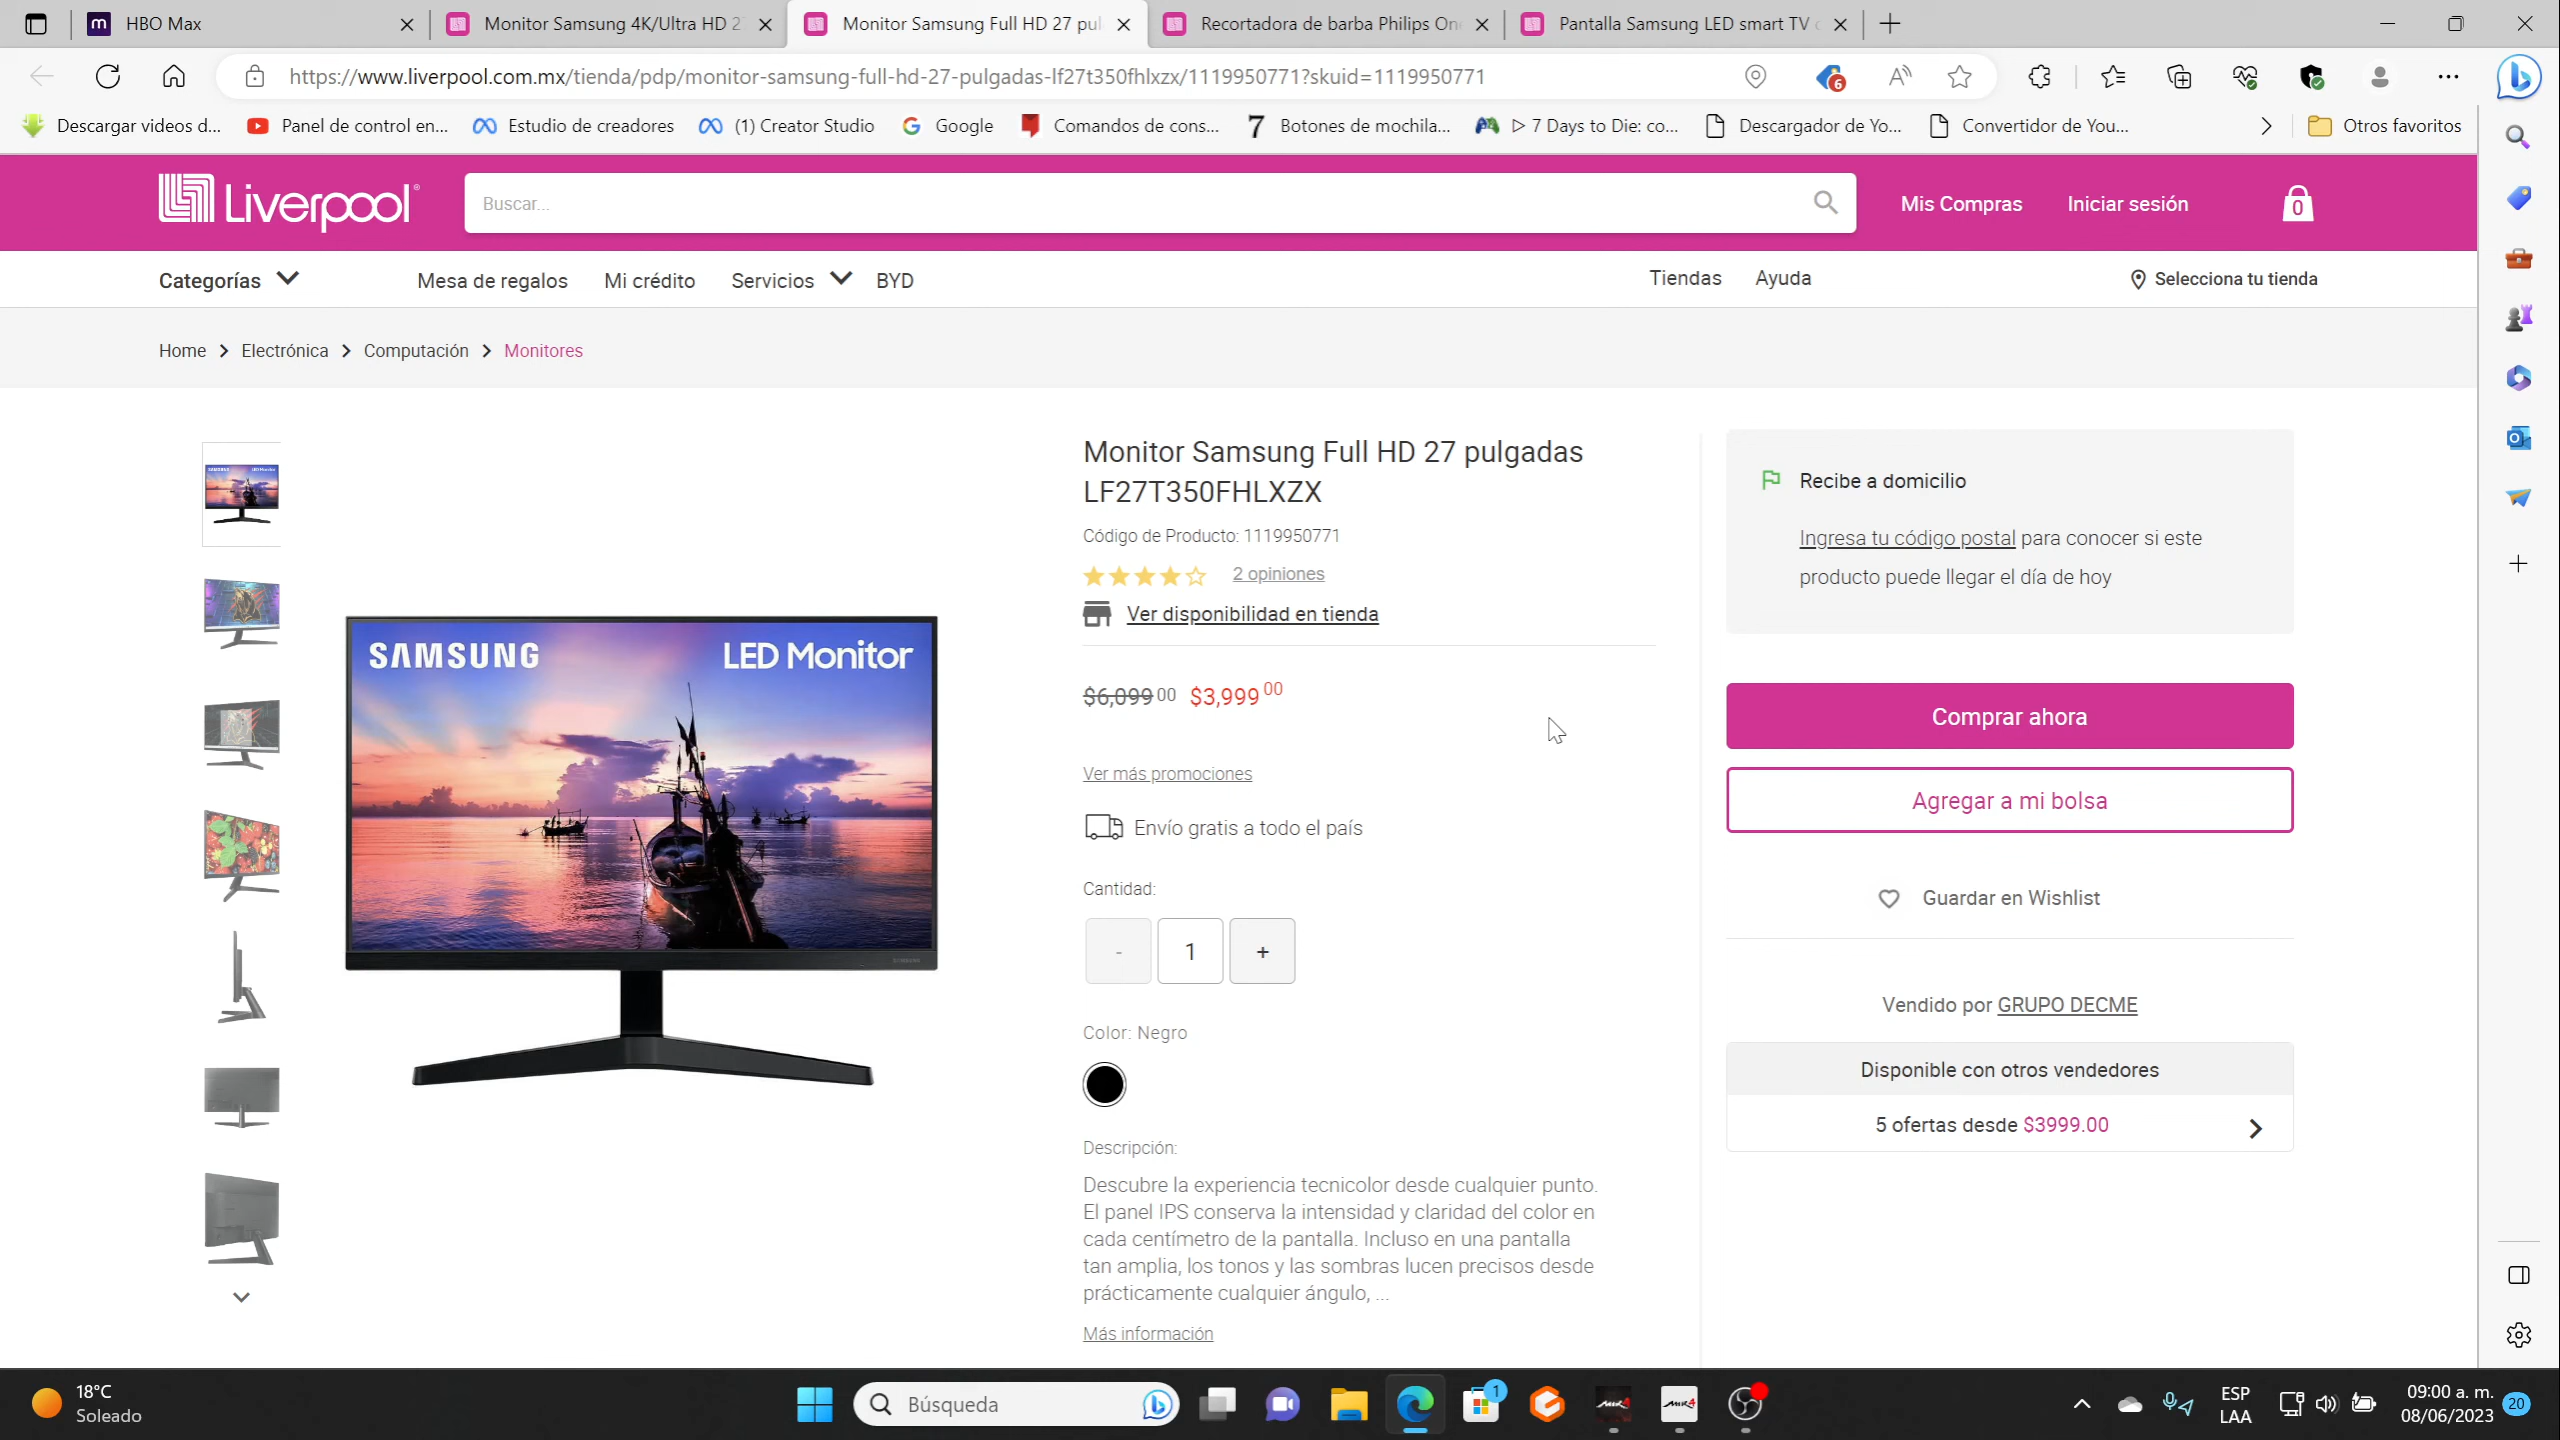 HBO Max
Monitor Samsung 4K/Ultra HD 2
Monitor Samsung Full HD 27 pul
Recortadora de barba Philips On
Pantalla Samsung LED smart TV
https://www.liverpool.com.mx/tienda/pdp/monitor-samsung-full-hd-27-pulgadas-lf27t350fhlxzx/1119950771?skuid=1119950771
6
Descargar videos d...
Panel de control en...
Estudio de creadores
(1) Creator Studio
Google
Comandos de cons...
7 Botones de mochila...
▷ 7 Days to Die: co...
Descargador de Yo...
Convertidor de You...
Otros favoritos
Liverpool
Buscar...
Mis Compras
Iniciar sesión
0
Categorías
Mesa de regalos
Mi crédito
Servicios
BYD
Tiendas
Ayuda
Selecciona tu tienda
Home > Electrónica > Computación > Monitores
SAMSUNG
LED Monitor
Monitor Samsung Full HD 27 pulgadas
LF27T350FHLXZX
Código de Producto: 1119950771
2 opiniones
Ver disponibilidad en tienda
$6,099 00 $3,999 00
Ver más promociones
Envío gratis a todo el país
Cantidad:
- 1 +
Color: Negro
Descripción:
Descubre la experiencia tecnicolor desde cualquier punto.
El panel IPS conserva la intensidad y claridad del color en
cada centímetro de la pantalla. Incluso en una pantalla
tan amplia, los tonos y las sombras lucen precisos desde
prácticamente cualquier ángulo, ...
Más información
Recibe a domicilio
Ingresa tu código postal para conocer si este
producto puede llegar el día de hoy
Comprar ahora
Agregar a mi bolsa
Guardar en Wishlist
Vendido por GRUPO DECME
Disponible con otros vendedores
5 ofertas desde $3999.00
18°C
Soleado
Búsqueda
1
ESP
LAA
09:00 a. m.
08/06/2023
20